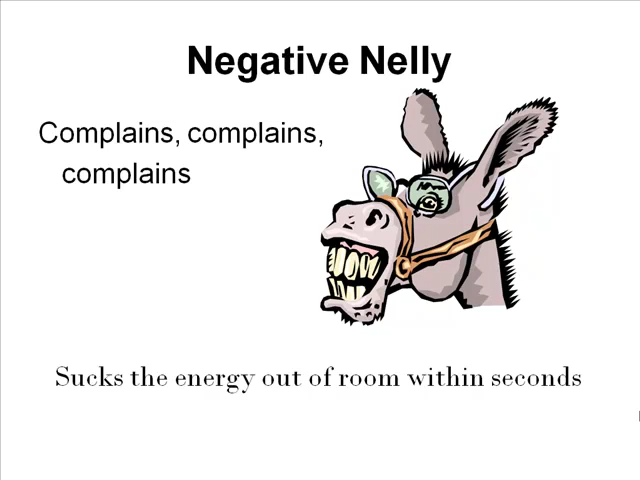 Negative Nelly
Complains, complains,
complains
Sucks the energy out of room within seconds